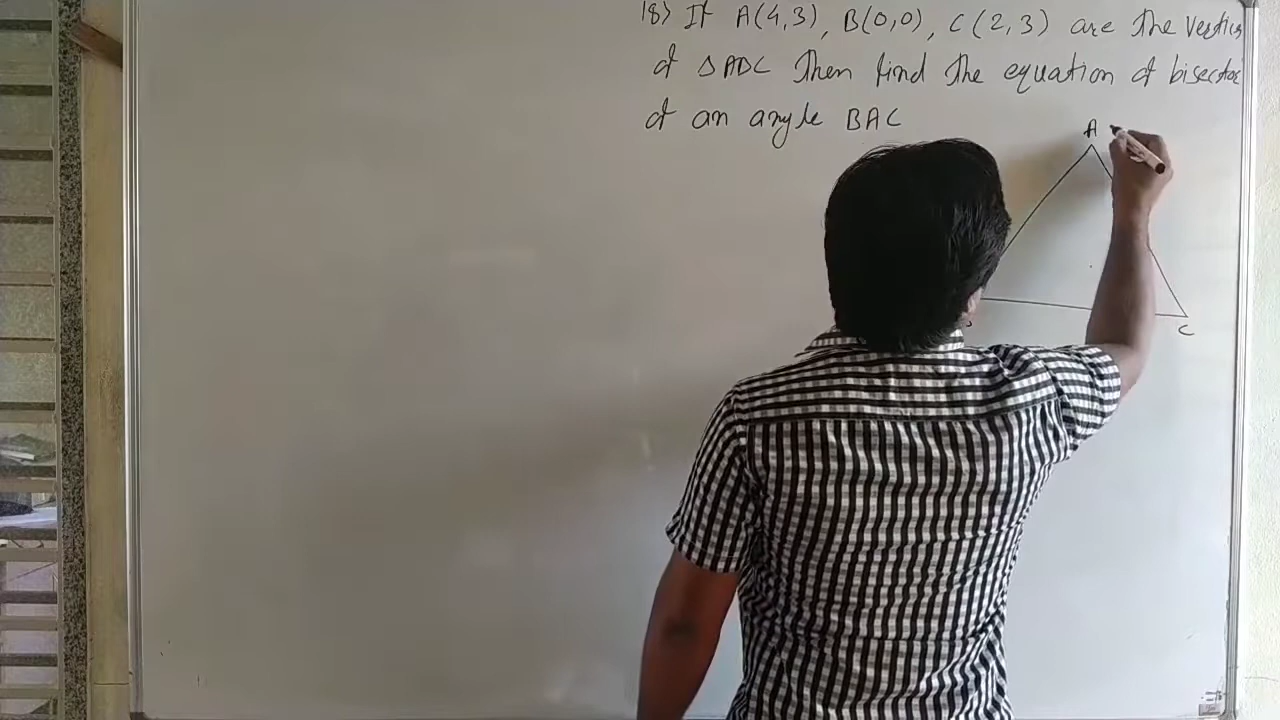 18) If A(4,3), B(0,0), C(2,3) are the vertics
of △ABC Then find the equation of bisector
of an angle BAC
A
C